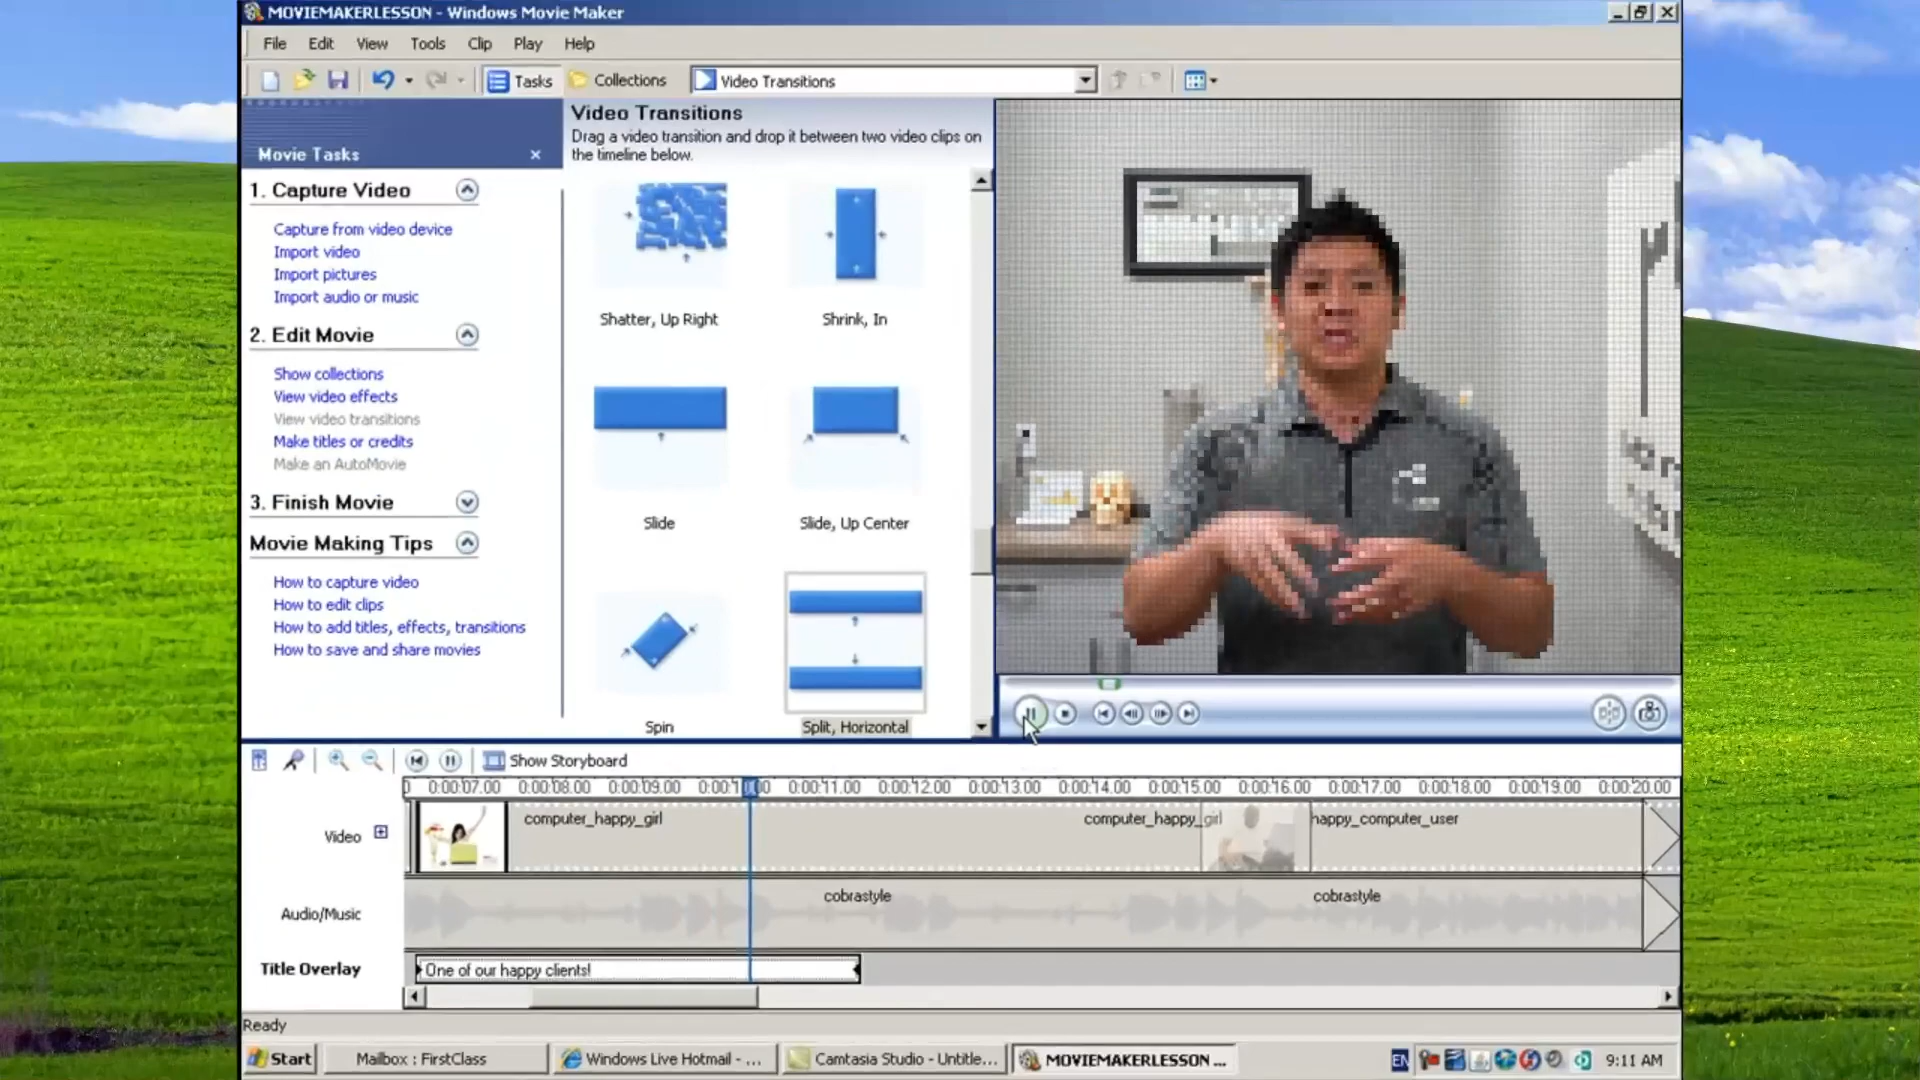 MOVIEMAKERLESSON - Windows Movie Maker
File Edit View Tools Clip Play Help
Tasks Collections Video Transitions
Movie Tasks
1. Capture Video
Capture from video device
Import video
Import pictures
Import audio or music
2. Edit Movie
Show collections
View video effects
View video transitions
Make titles or credits
Make an AutoMovie
3. Finish Movie
Movie Making Tips
How to capture video
How to edit clips
How to add titles, effects, transitions
How to save and share movies
Video Transitions
Drag a video transition and drop it between two video clips on
the timeline below.
Shatter, Up Right Shrink, In
Slide Slide, Up Center
Spin Split, Horizontal
Show Storyboard
0:00:07.00 0:00:08.00 0:00:09.00 0:00:11.00 0:00:12.00 0:00:13.00 0:00:14.00 0:00:15.00 0:00:16.00 0:00:17.00 0:00:18.00 0:00:19.00 0:00:20.00
Video computer_happy_girl computer_happy_girl happy_computer_user
Audio/Music cobrastyle cobrastyle
Title Overlay One of our happy clients!
Ready
Start Mailbox : FirstClass Windows Live Hotmail - ... Camtasia Studio - Untitle... MOVIEMAKERLESSON ... EN 9:11 AM